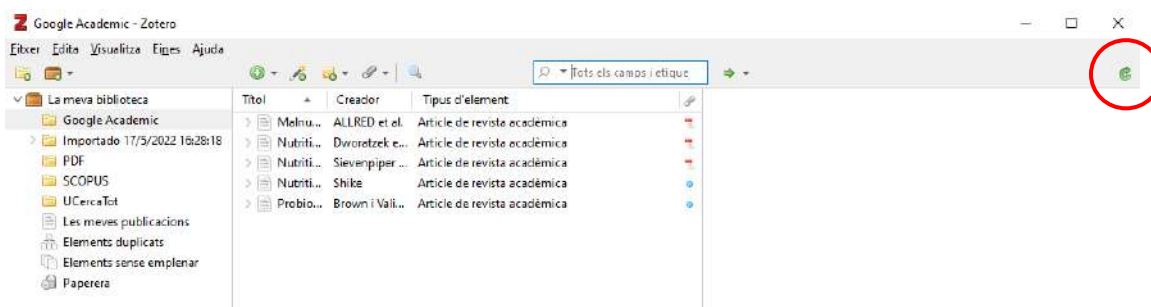 Google Academic - Zotero
Fitxer Edita Visualitza Eines Ajuda
Tots els camps i etique
La meva biblioteca
Google Academic
Importado 17/5/2022 16:28:18
PDF
SCOPUS
UCercaTot
Les meves publicacions
Elements duplicats
Elements sense emplenar
Paperera
Títol Creador Tipus d'element
Malnu... ALLRED et al. Article de revista acadèmica
Nutriti... Dworatzek e... Article de revista acadèmica
Nutriti... Sievenpiper ... Article de revista acadèmica
Nutriti... Shike Article de revista acadèmica
Probio... Brown i Vali... Article de revista acadèmica